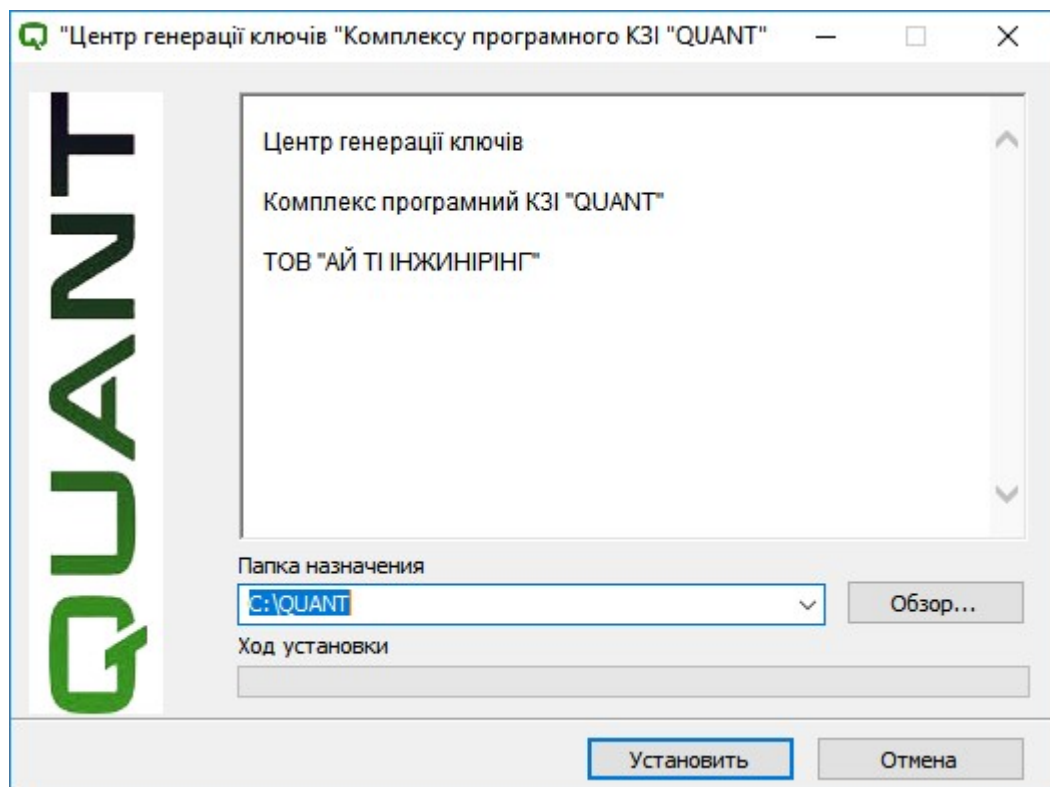 "Центр генерації ключів "Комплексу програмного КЗІ "QUANT"
QUANT
Центр генерації ключів
Комплекс програмний КЗІ "QUANT"
ТОВ "АЙ ТІ ІНЖИНІРІНГ"
Папка назначения
C:\QUANT
Обзор...
Ход установки
Установить
Отмена